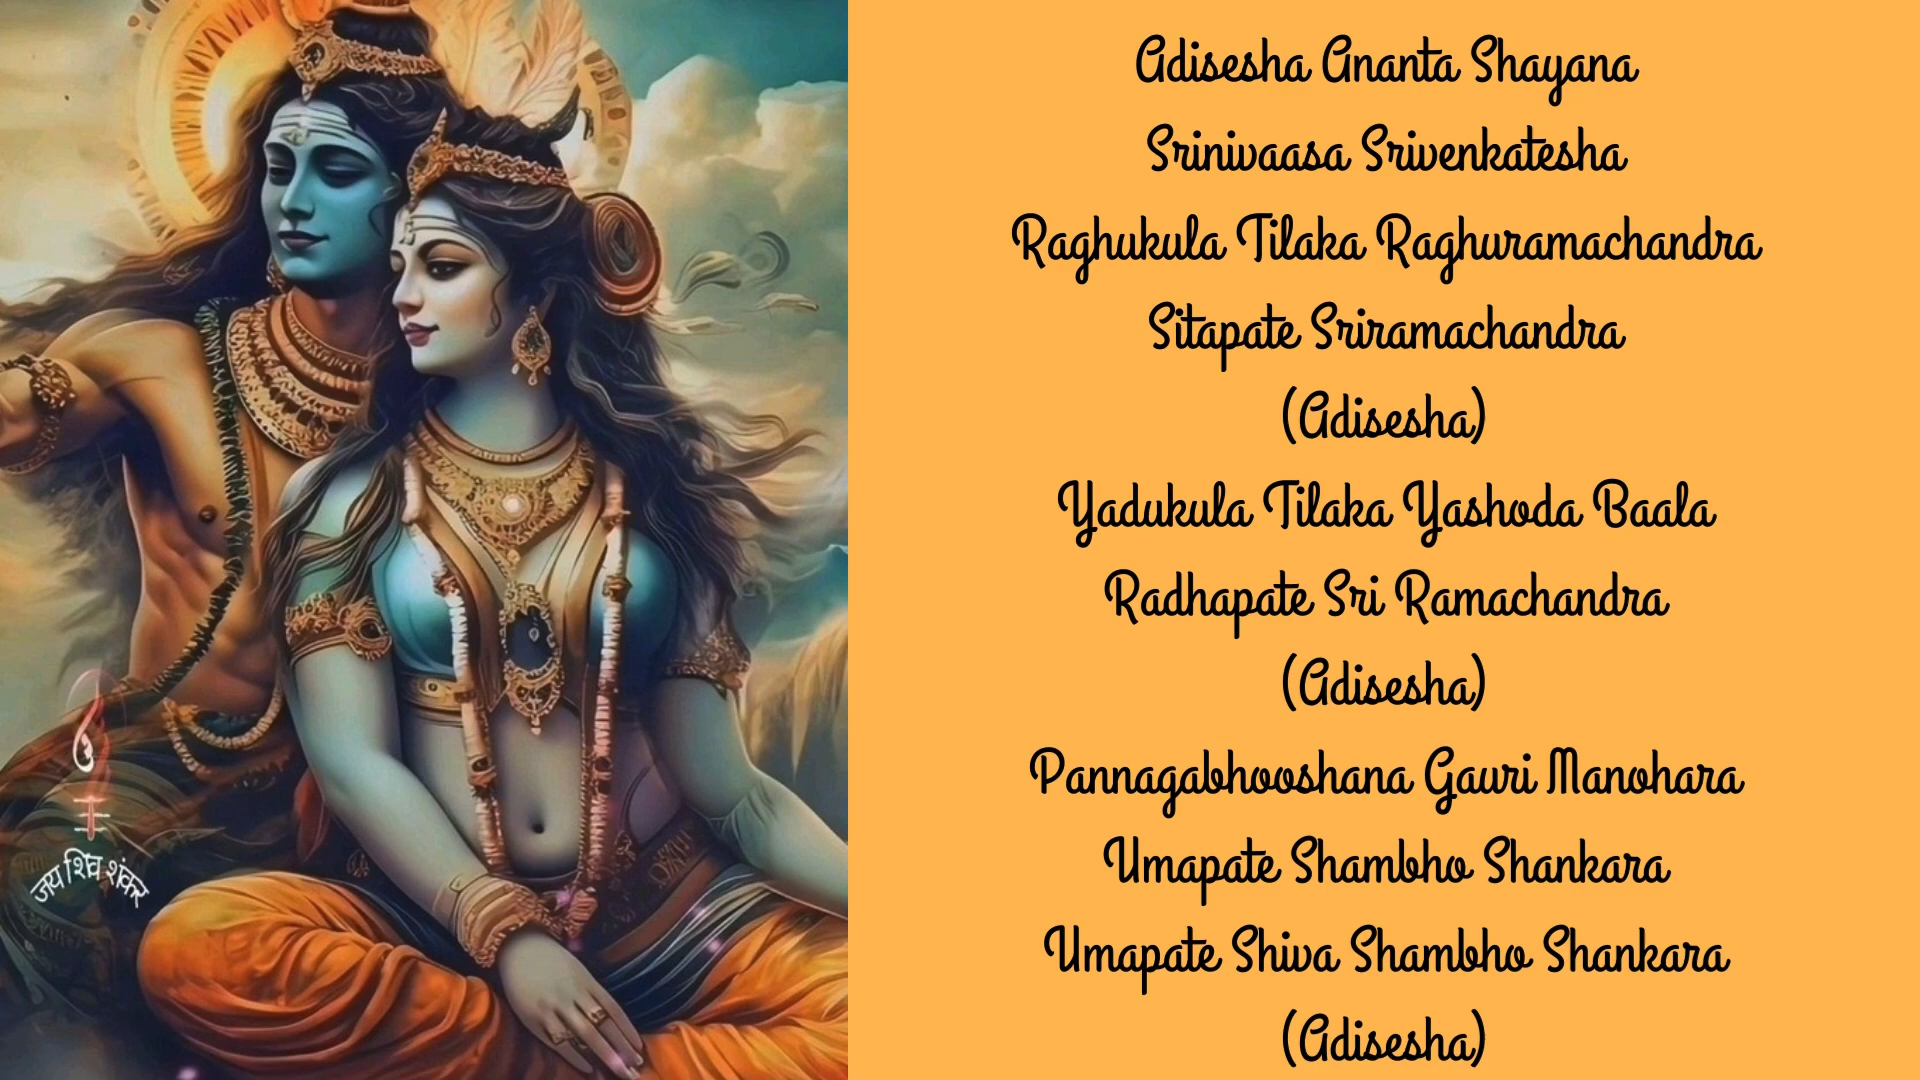 जय शिव शंकर
Adisesha Ananta Shayana
Srinivaasa Srivenkatesha
Raghukula Tilaka Raghuramachandra
Sitapate Sriramachandra
(Adisesha)
Yadukula Tilaka Yashoda Baala
Radhapate Sri Ramachandra
(Adisesha)
Pannagabhooshana Gauri Manohara
Umapate Shambho Shankara
Umapate Shiva Shambho Shankara
(Adisesha)